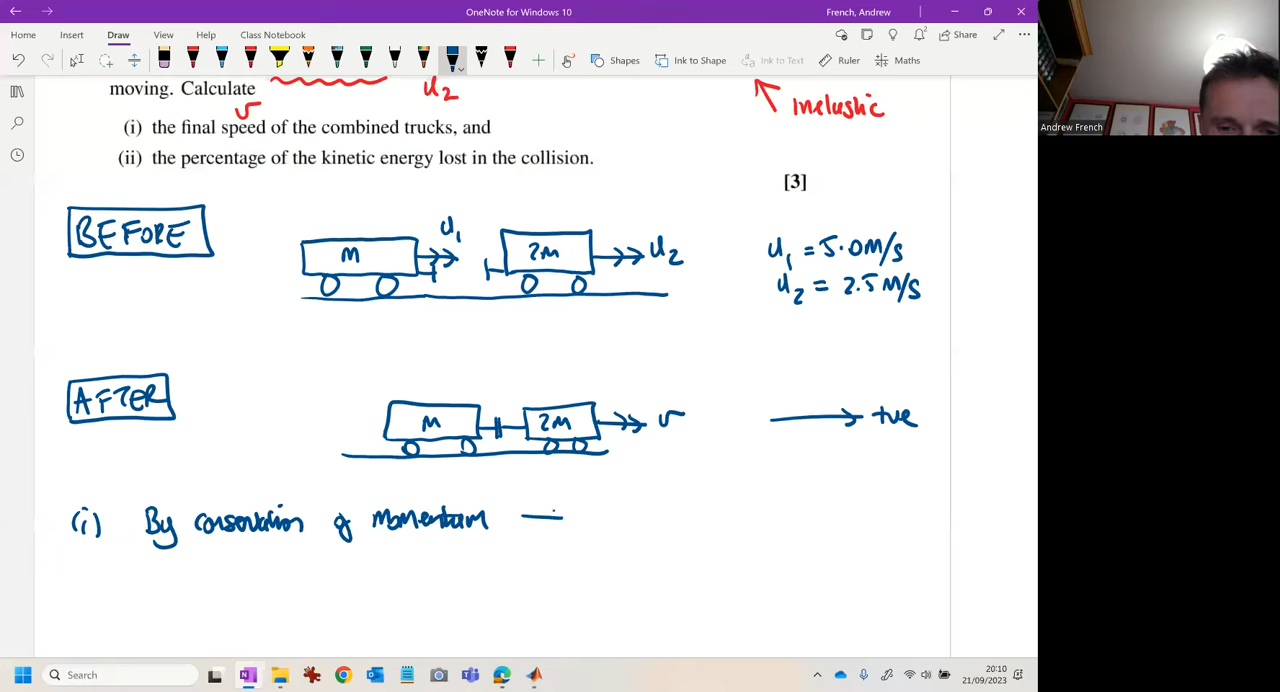 OneNote for Windows 10
French, Andrew
Home Insert Draw View Help Class Notebook
Share
Shapes Ink to Shape Ink to Text Ruler Maths
moving. Calculate
u2
Inelastic
v
(i) the final speed of the combined trucks, and
(ii) the percentage of the kinetic energy lost in the collision.
[3]
BEFORE
M u1 2M u2
u1 = 5.0 m/s
u2 = 2.5 m/s
AFTER
M 2M v
+ve
(i) By conservation of momentum
Andrew French
Search
20:10
21/09/2023